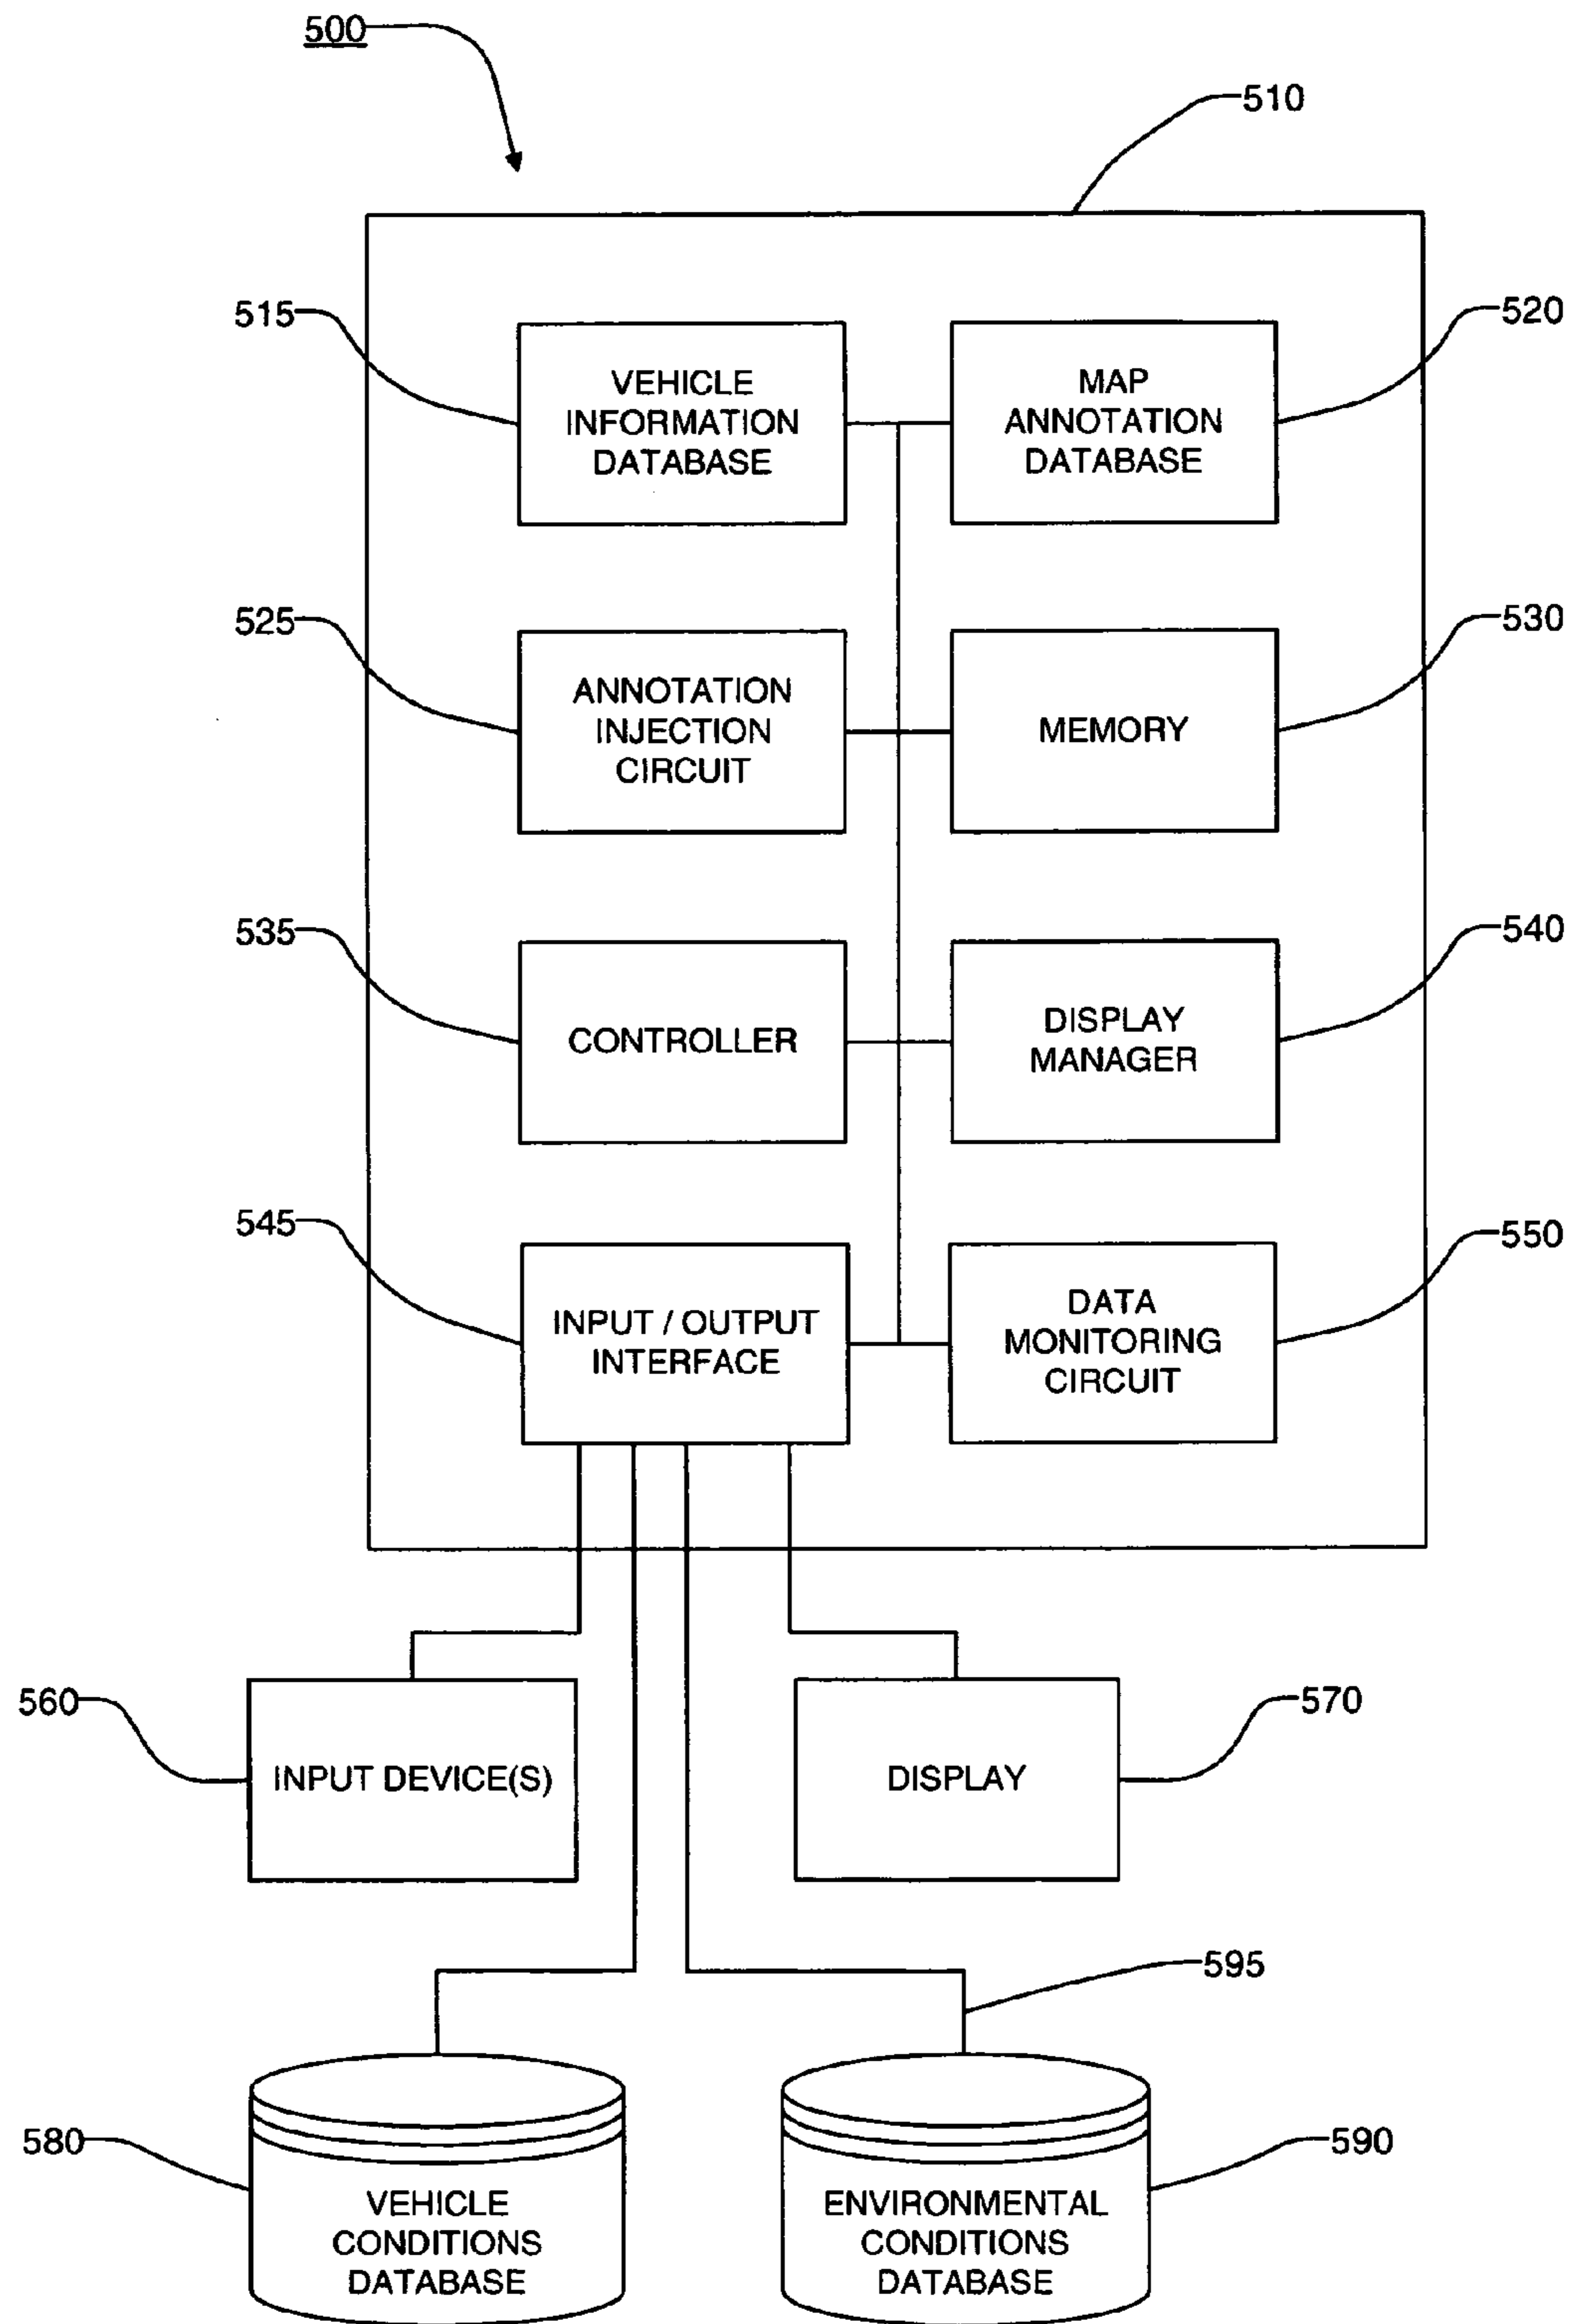 500
510
515
VEHICLE
INFORMATION
DATABASE
MAP
ANNOTATION
DATABASE
520
525
ANNOTATION
INJECTION
CIRCUIT
MEMORY
530
535
CONTROLLER
DISPLAY
MANAGER
540
545
INPUT / OUTPUT
INTERFACE
DATA
MONITORING
CIRCUIT
550
560
INPUT DEVICE(S)
DISPLAY
570
595
580
VEHICLE
CONDITIONS
DATABASE
ENVIRONMENTAL
CONDITIONS
DATABASE
590